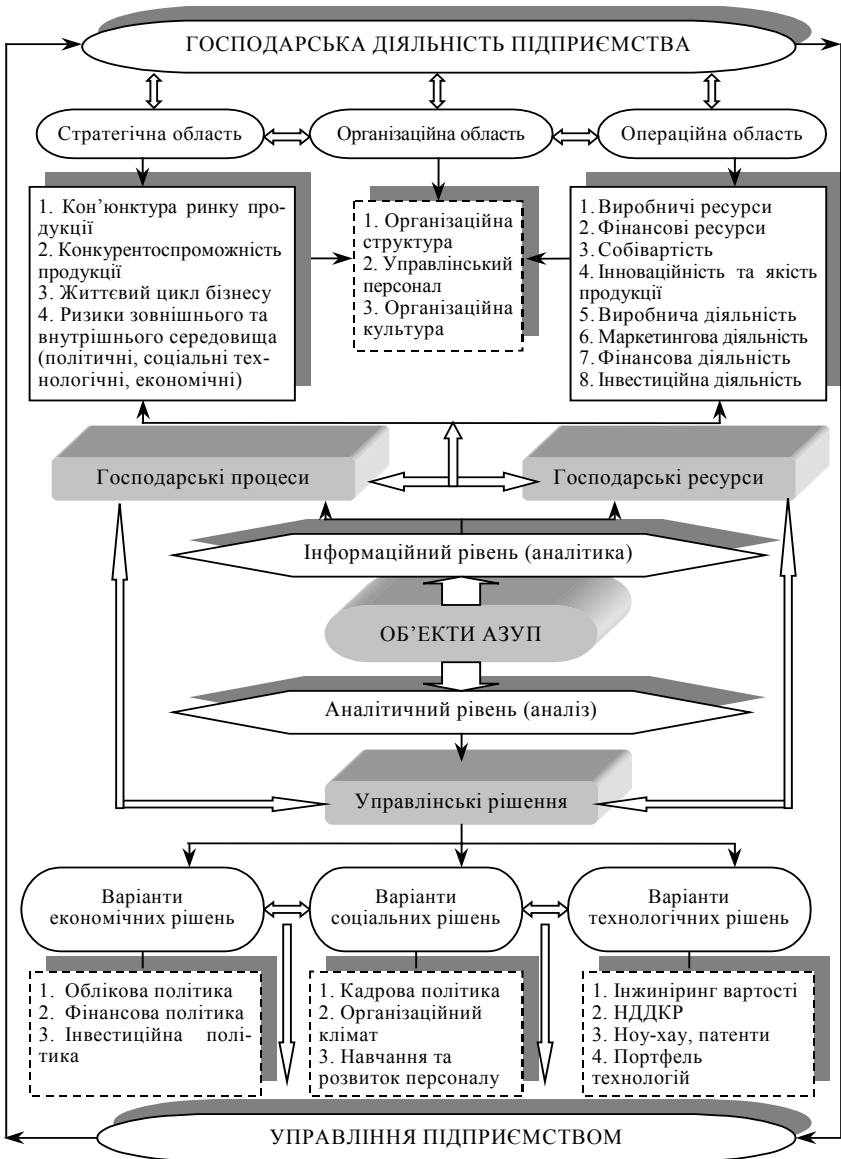 ГОСПОДАРСЬКА ДІЯЛЬНІСТЬ ПІДПРИЄМСТВА
Стратегічна область
Організаційна область
Операційна область
1. Кон’юнктура ринку про-
дукції
2. Конкурентоспроможність
продукції
3. Життєвий цикл бізнесу
4. Ризики зовнішнього та
внутрішнього середовища
(політичні, соціальні тех-
нологічні, економічні)
1. Організаційна
структура
2. Управлінський
персонал
3. Організаційна
культура
1. Виробничі ресурси
2. Фінансові ресурси
3. Собівартість
4. Інноваційність та якість
продукції
5. Виробнича діяльність
6. Маркетингова діяльність
7. Фінансова діяльність
8. Інвестиційна діяльність
Господарські процеси
Господарські ресурси
Інформаційний рівень (аналітика)
ОБ’ЄКТИ АЗУП
Аналітичний рівень (аналіз)
Управлінські рішення
Варіанти
економічних рішень
Варіанти
соціальних рішень
Варіанти
технологічних рішень
1. Облікова політика
2. Фінансова політика
3. Інвестиційна полі-
тика
1. Кадрова політика
2. Організаційний
клімат
3. Навчання та
розвиток персоналу
1. Інжиніринг вартості
2. НДДКР
3. Ноу-хау, патенти
4. Портфель
технологій
УПРАВЛІННЯ ПІДПРИЄМСТВОМ